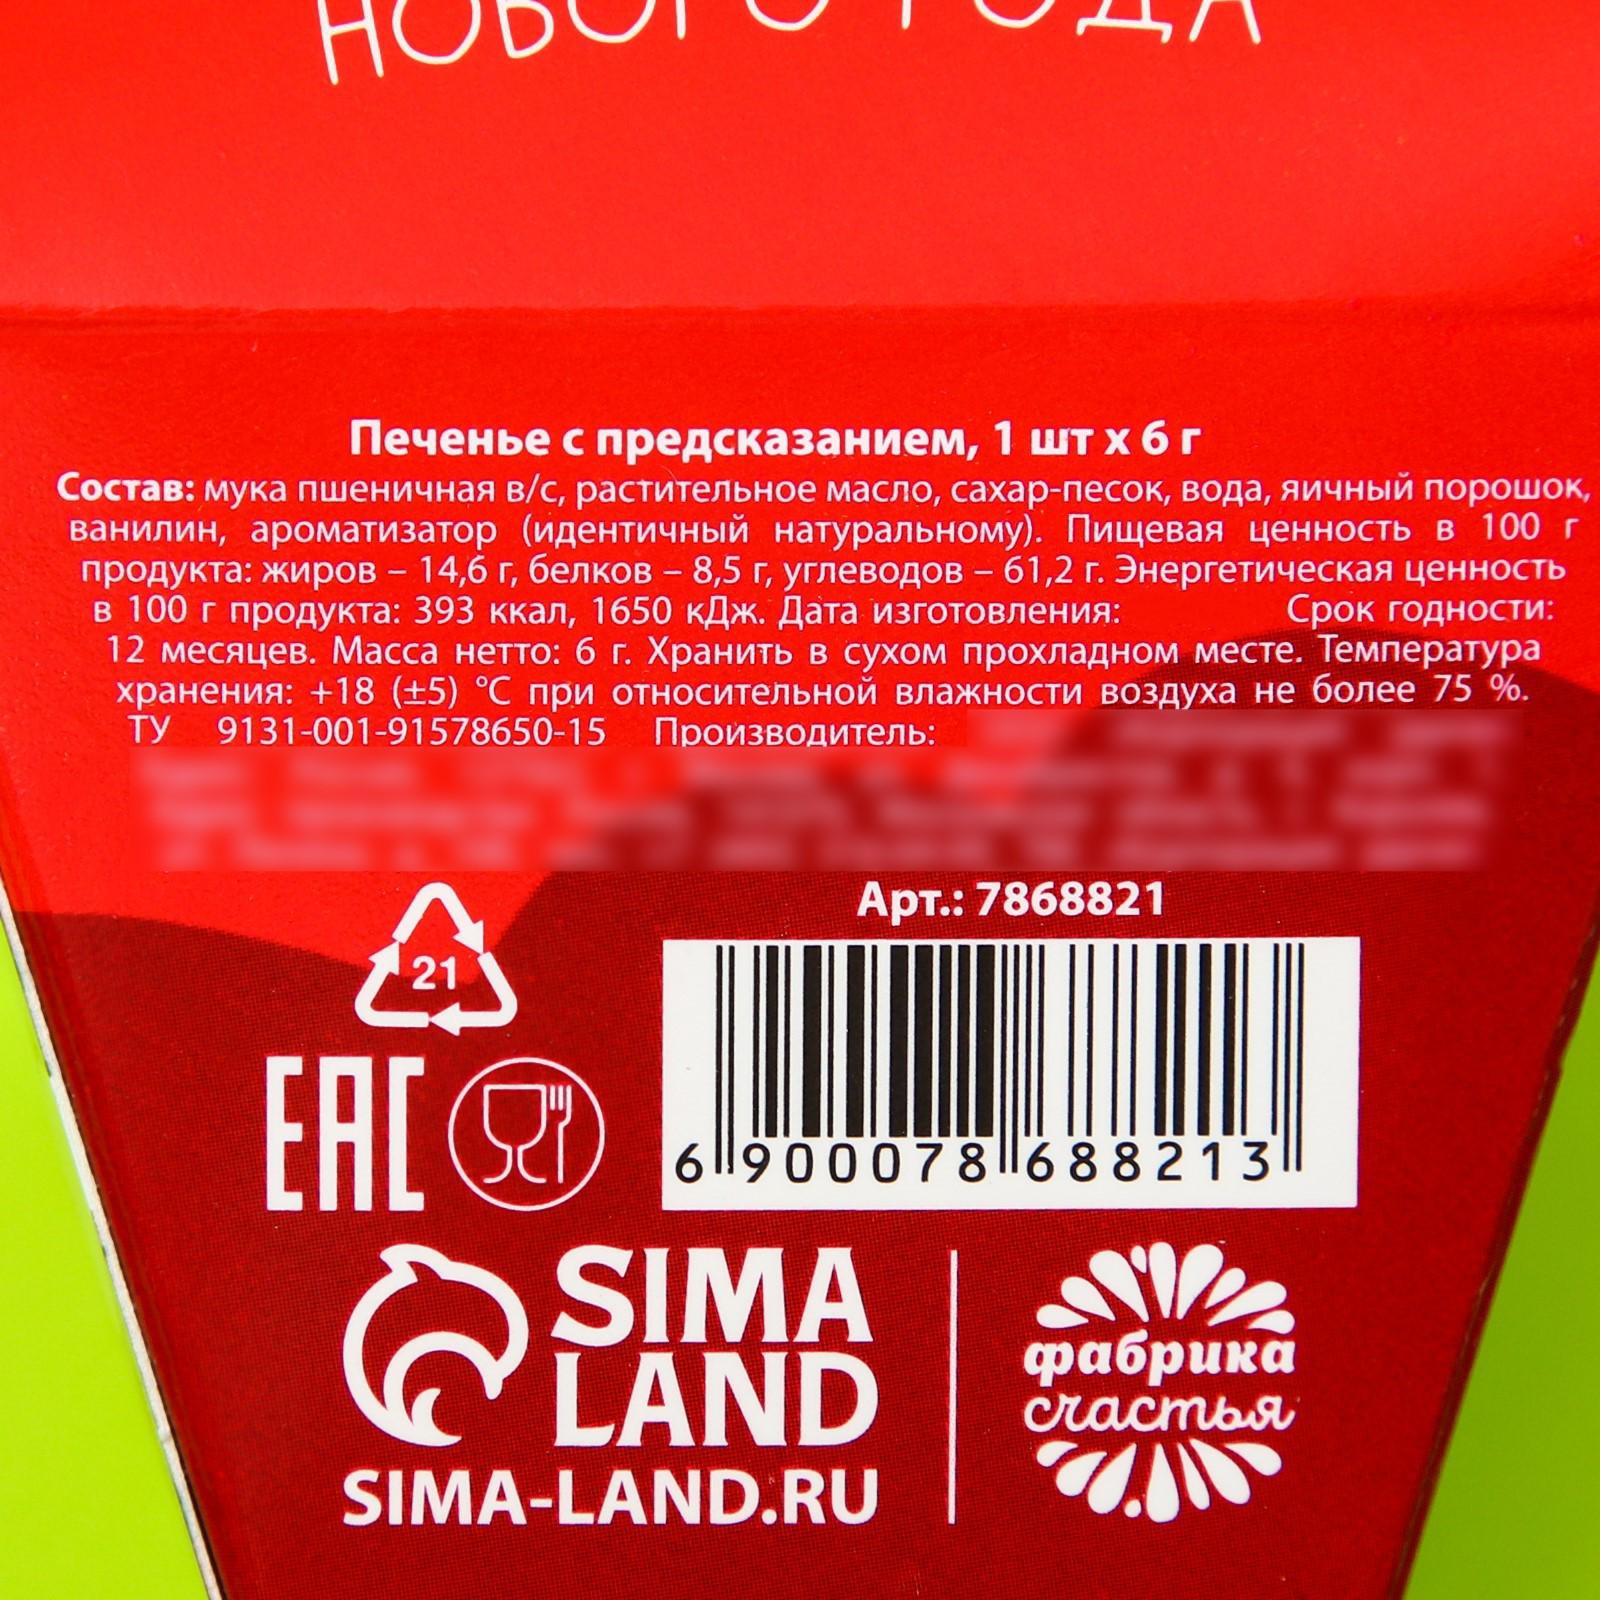 НОВОГО ГОДА
Печенье с предсказанием, 1 шт х 6 г
Состав: мука пшеничная в/с, растительное масло, сахар-песок, вода, яичный порошок,
ванилин, ароматизатор (идентичный натуральному). Пищевая ценность в 100 г
продукта: жиров – 14,6 г, белков – 8,5 г, углеводов – 61,2 г. Энергетическая ценность
в 100 г продукта: 393 ккал, 1650 кДж. Дата изготовления: Срок годности:
12 месяцев. Масса нетто: 6 г. Хранить в сухом прохладном месте. Температура
хранения: +18 (±5) °С при относительной влажности воздуха не более 75 %.
ТУ 9131-001-91578650-15 Производитель:
Арт.: 7868821
21
EAC
6 900078 688213
SIMA
LAND
SIMA-LAND.RU
фабрика
счастья